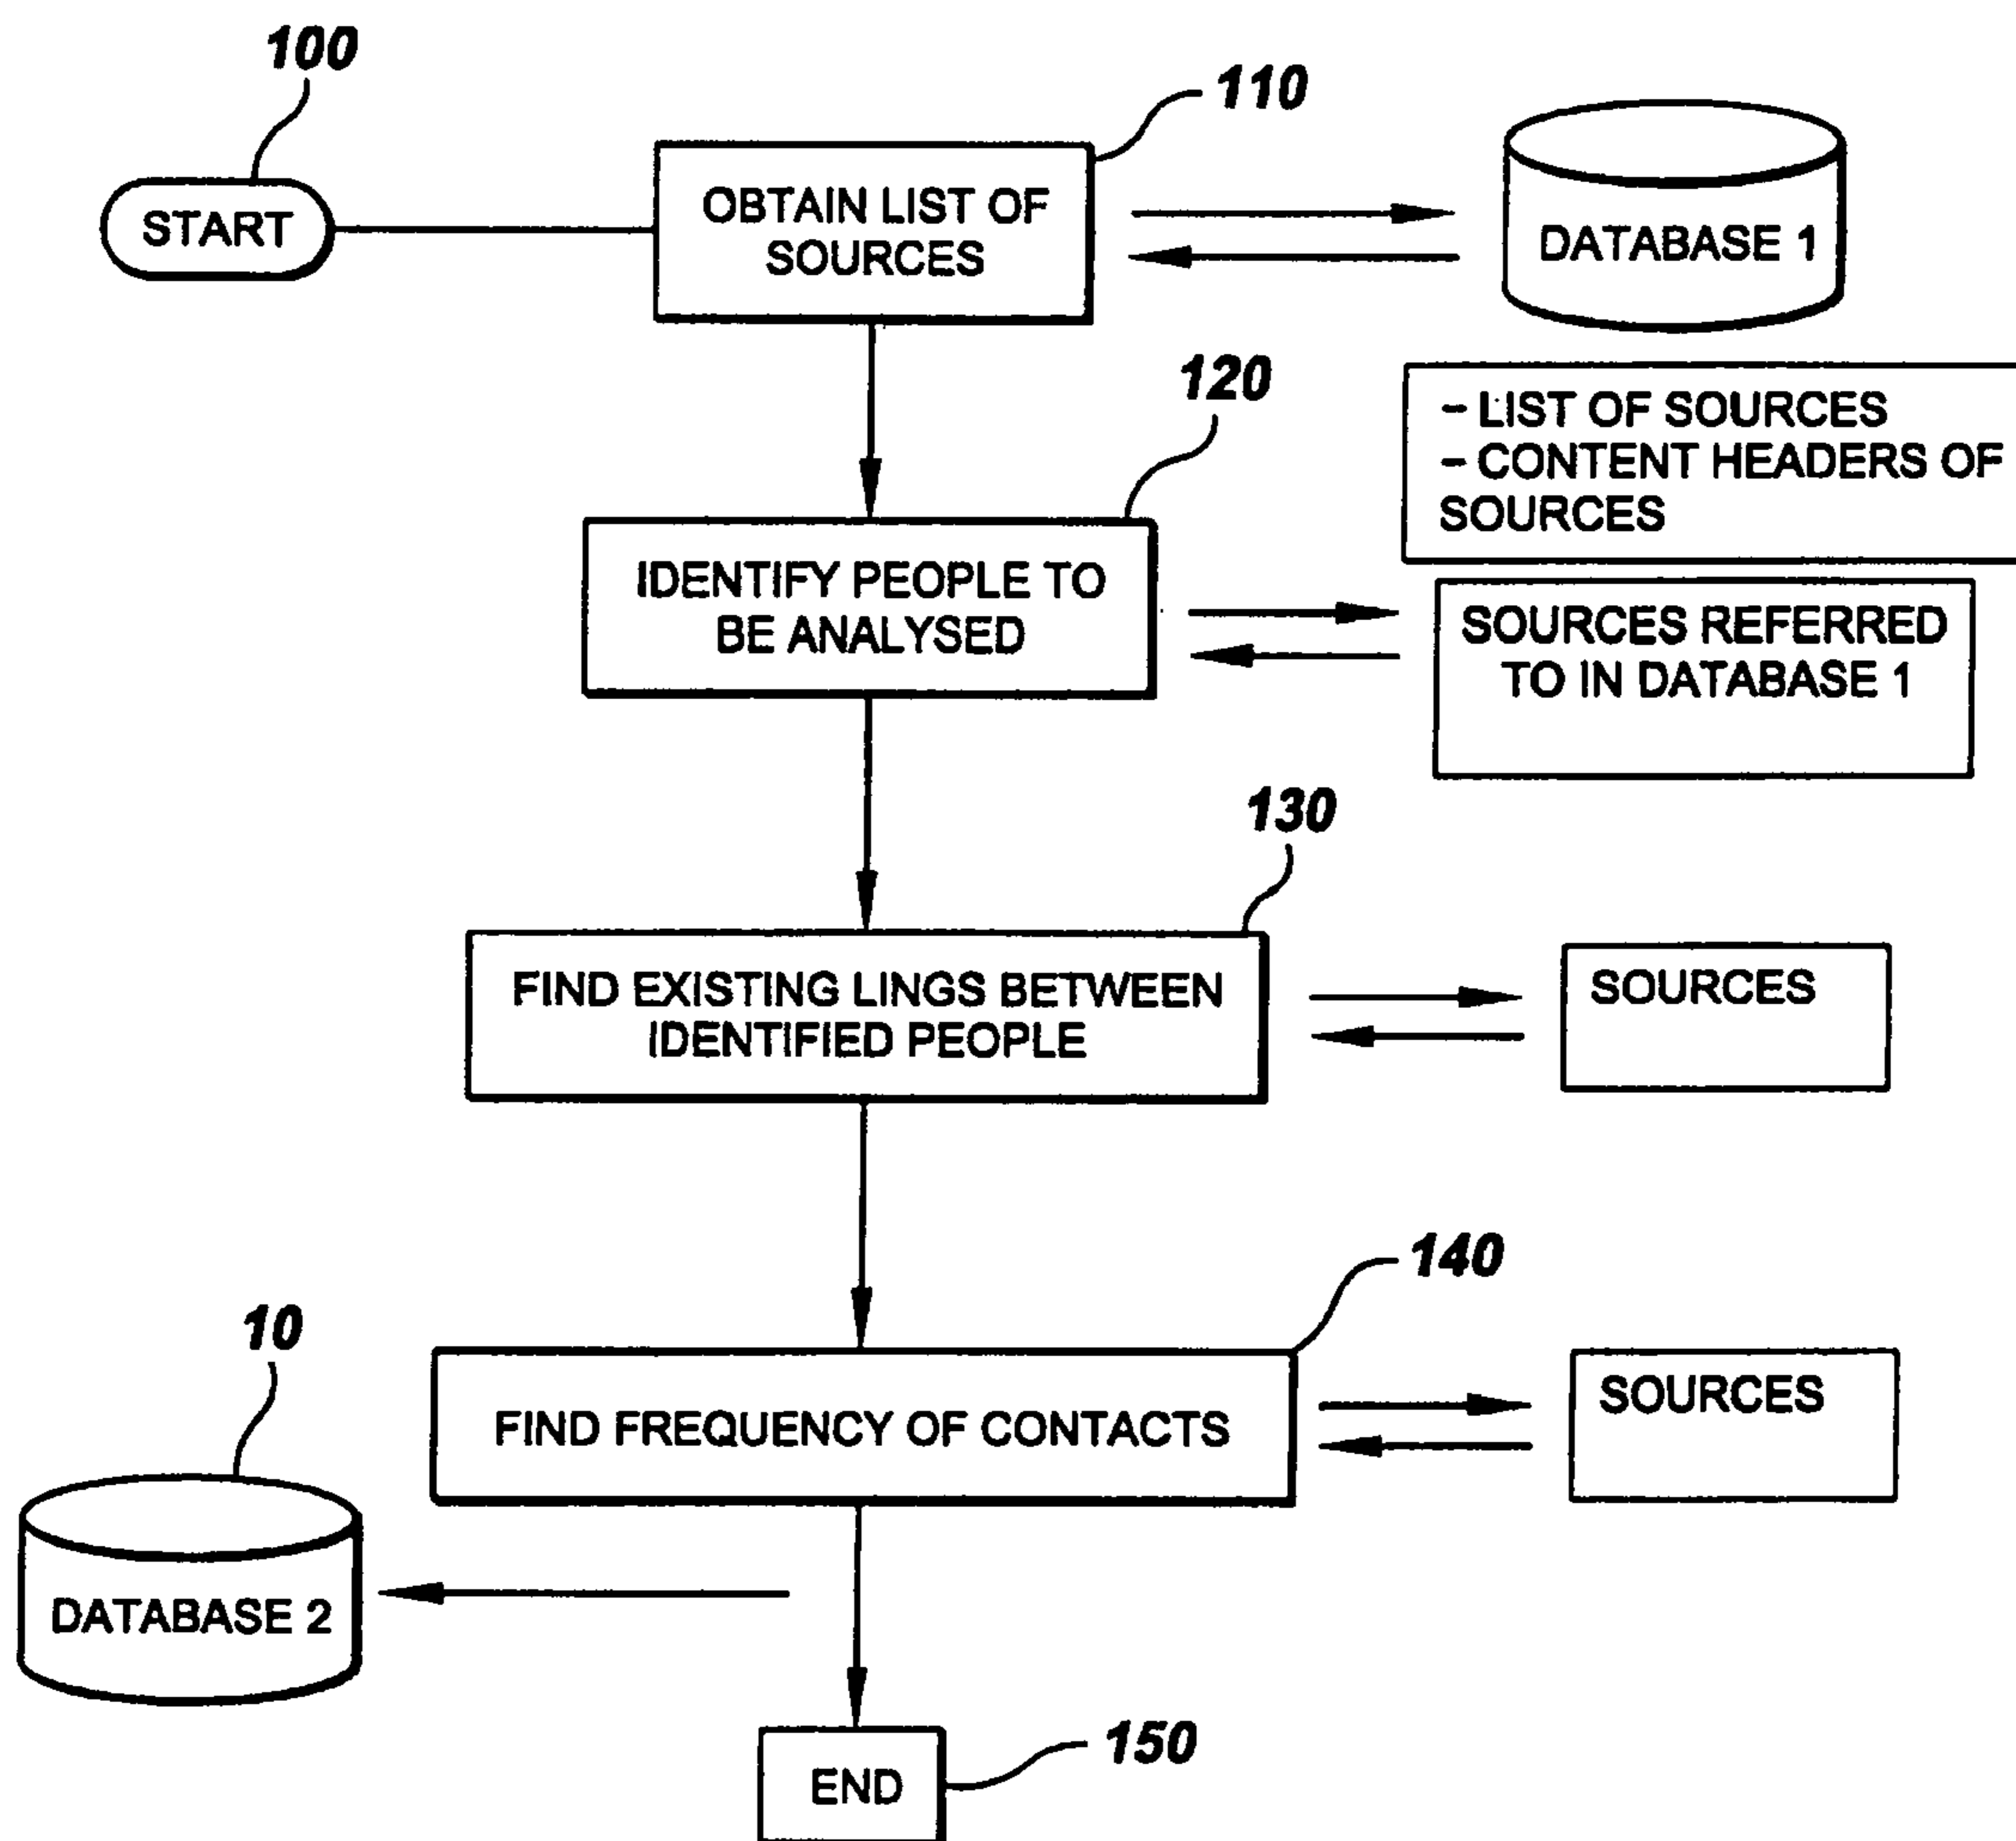 100
110
START
OBTAIN LIST OF
SOURCES
DATABASE 1
120
- LIST OF SOURCES
- CONTENT HEADERS OF
SOURCES
IDENTIFY PEOPLE TO
BE ANALYSED
SOURCES REFERRED
TO IN DATABASE 1
130
FIND EXISTING LINGS BETWEEN
IDENTIFIED PEOPLE
SOURCES
140
10
FIND FREQUENCY OF CONTACTS
SOURCES
DATABASE 2
150
END